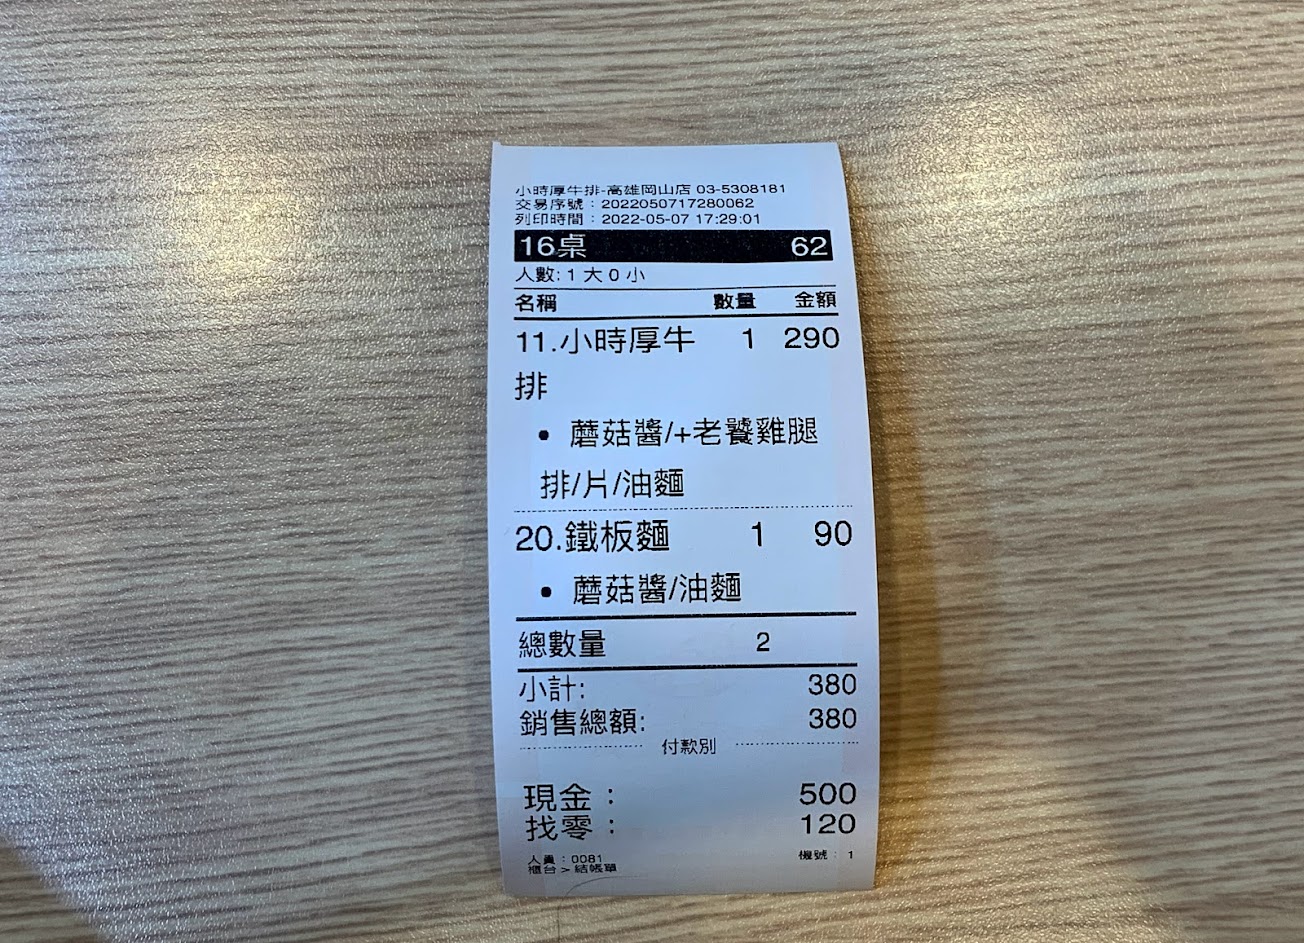 小時厚牛排-高雄岡山店 03-5308181
交易序號：2022050717280062
列印時間：2022-05-07 17:29:01
16桌 62
人數: 1 大 0 小
名稱 數量 金額
11.小時厚牛 1 290
排
• 蘑菇醬/+老饕雞腿
排/片/油麵
20.鐵板麵 1 90
• 蘑菇醬/油麵
總數量 2
小計: 380
銷售總額: 380
付款別
現金： 500
找零： 120
人員：0081 機號：1
櫃台 > 結帳單